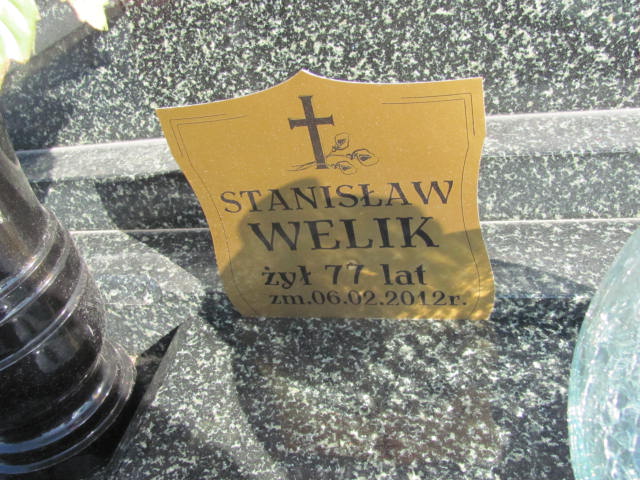 STANISŁAW
WELIK
żył 77 lat
zm.06.02.2012r.